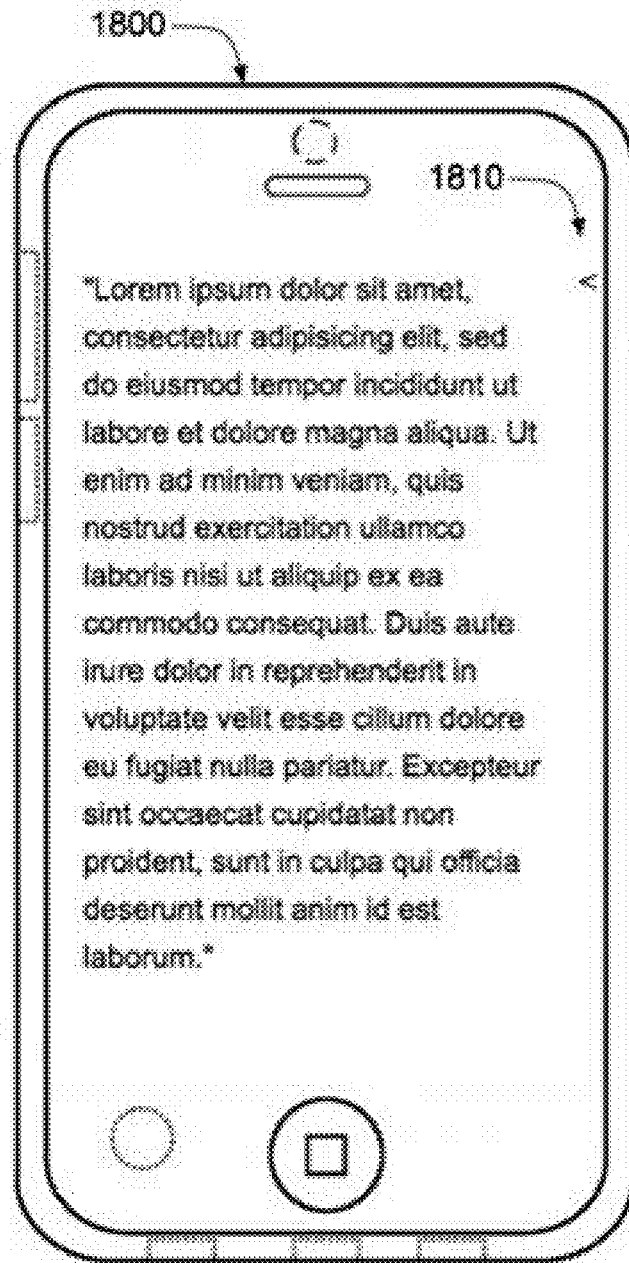 1800
1810
<
"Lorem ipsum dolor sit amet,
consectetur adipisicing elit, sed
do eiusmod tempor incididunt ut
labore et dolore magna aliqua. Ut
enim ad minim veniam, quis
nostrud exercitation ullamco
laboris nisi ut aliquip ex ea
commodo consequat. Duis aute
irure dolor in reprehenderit in
voluptate velit esse cillum dolore
eu fugiat nulla pariatur. Excepteur
sint occaecat cupidatat non
proident, sunt in culpa qui officia
deserunt mollit anim id est
laborum."